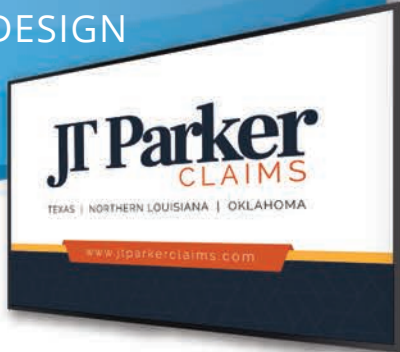 DESIGN
JT Parker
CLAIMS
TEXAS | NORTHERN LOUISIANA | OKLAHOMA
www.jtparkerclaims.com